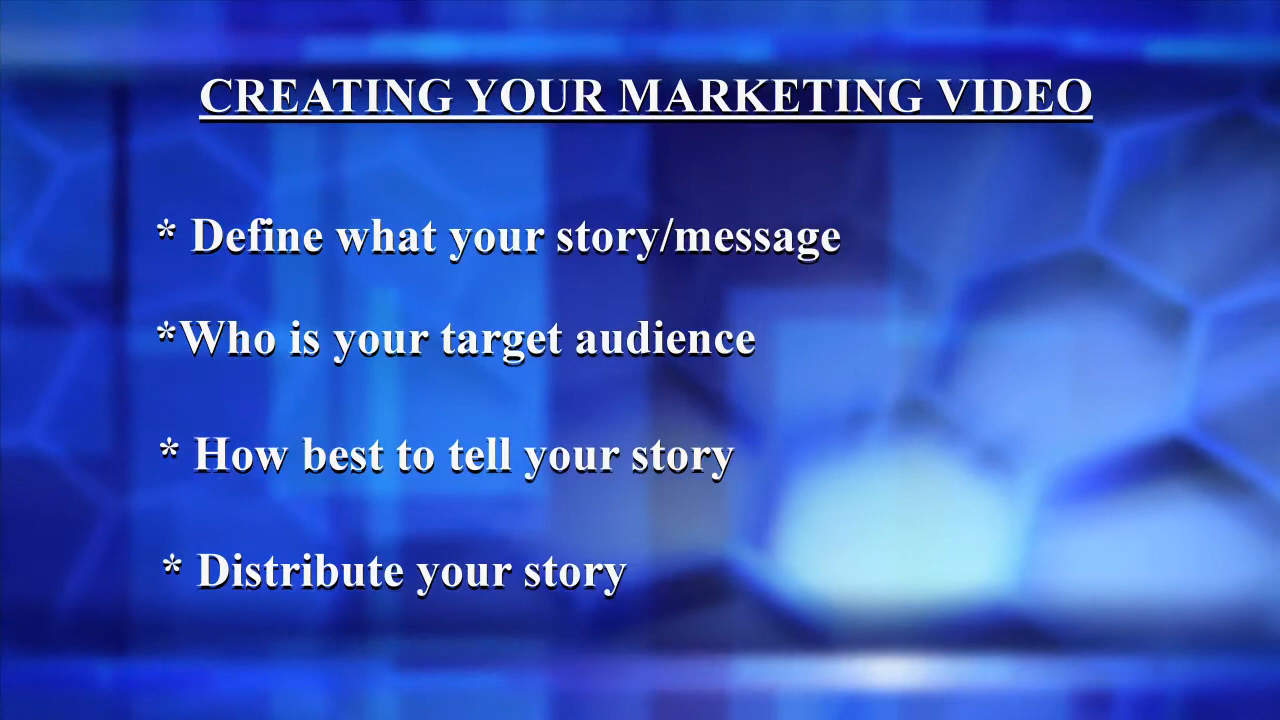 CREATING YOUR MARKETING VIDEO
* Define what your story/message
*Who is your target audience
* How best to tell your story
* Distribute your story